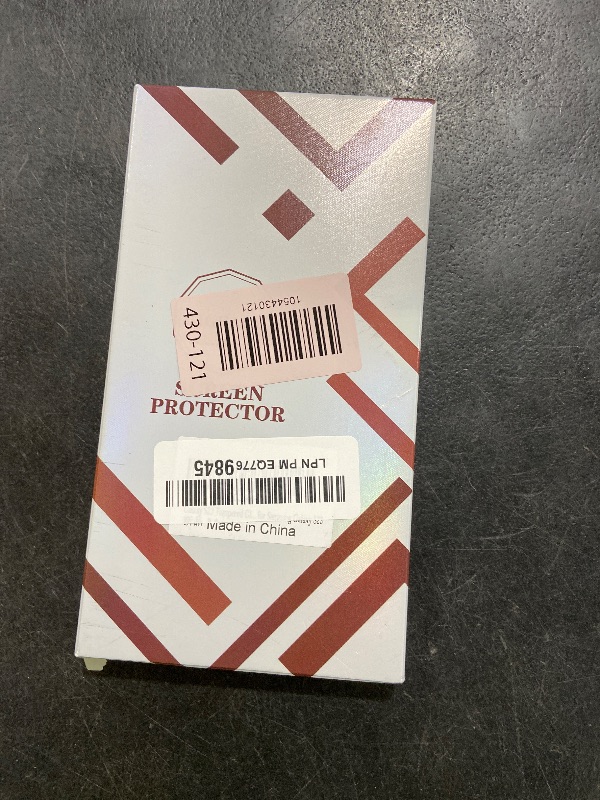 1054430121
430-121
SCREEN
PROTECTOR
LPN PM EQ7769845
Made in China